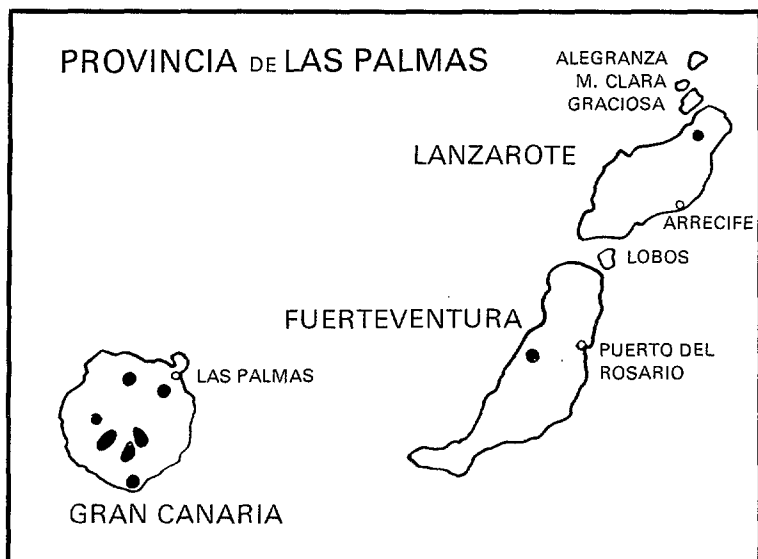 PROVINCIA DE LAS PALMAS
ALEGRANZA
M. CLARA
GRACIOSA
LANZAROTE
ARRECIFE
LOBOS
FUERTEVENTURA
PUERTO DEL
ROSARIO
LAS PALMAS
GRAN CANARIA